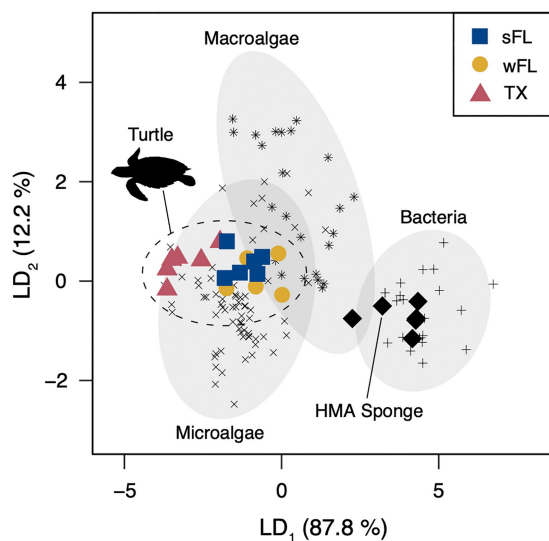 Macroalgae
sFL
wFL
TX
Turtle
Bacteria
HMA Sponge
Microalgae
4
2
0
−2
LD2 (12.2 %)
−5
0
5
LD1 (87.8 %)